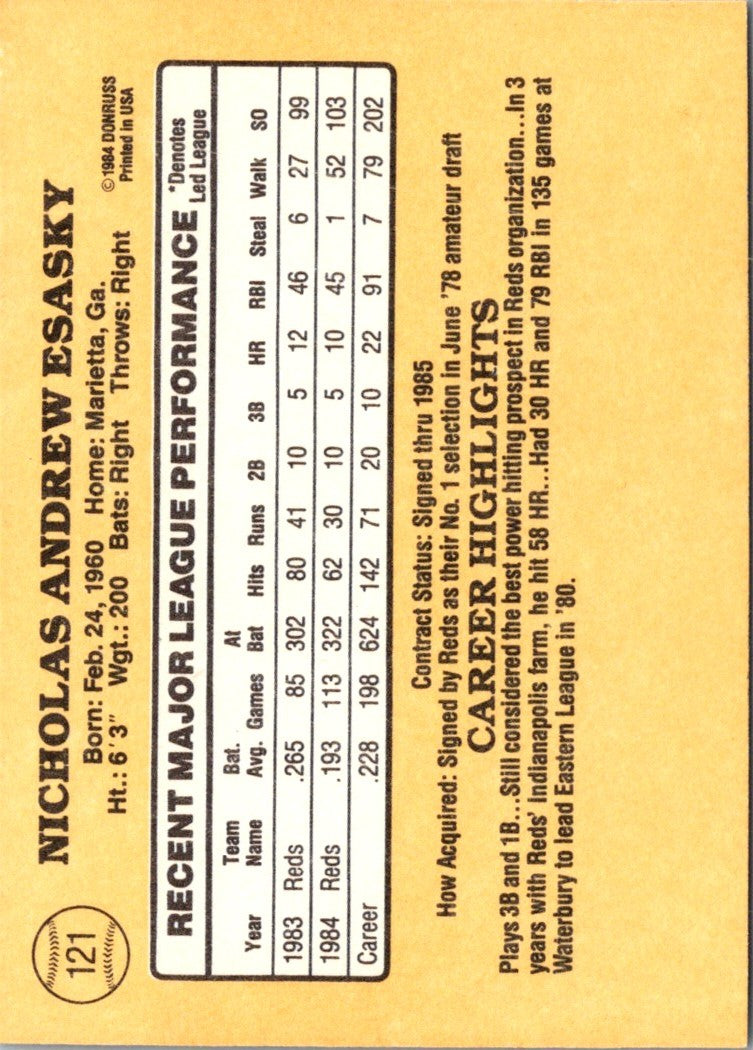 121
NICHOLAS ANDREW ESASKY
Born: Feb. 24, 1960 Home: Marietta, Ga.
Ht.: 6'3" Wgt.: 200 Bats: Right Throws: Right
©1984 DONRUSS
Printed in USA
RECENT MAJOR LEAGUE PERFORMANCE *Denotes Led League
Year Team Name Bat. Avg. Games At Bat Hits Runs 2B 3B HR RBI Steal Walk SO
1983 Reds .265 85 302 80 41 10 5 12 46 6 27 99
1984 Reds .193 113 322 62 30 10 5 10 45 1 52 103
Career .228 198 624 142 71 20 10 22 91 7 79 202
Contract Status: Signed thru 1985
How Acquired: Signed by Reds as their No. 1 selection in June '78 amateur draft
CAREER HIGHLIGHTS
Plays 3B and 1B...Still considered the best power hitting prospect in Reds organization...In 3
years with Reds' Indianapolis farm, he hit 58 HR...Had 30 HR and 79 RBI in 135 games at
Waterbury to lead Eastern League in '80.